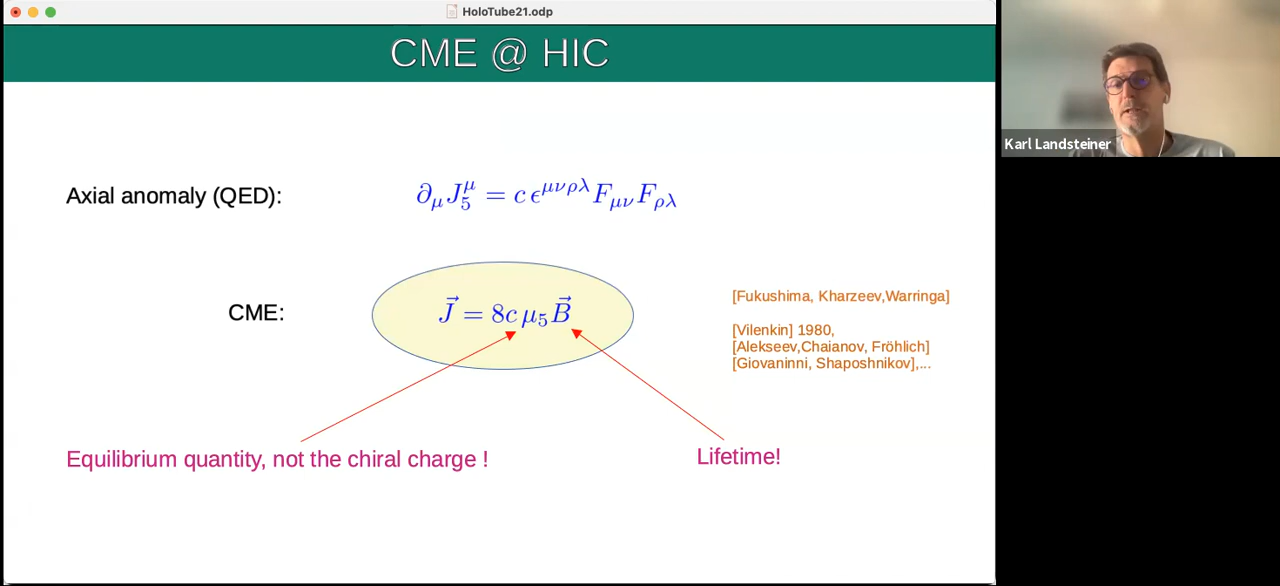 HoloTube21.odp
CME @ HIC
Karl Landsteiner
Axial anomaly (QED):
∂_μ J_5^μ = c ε^{μνρλ} F_{μν} F_{ρλ}
CME:
J⃗ = 8c μ_5 B⃗
[Fukushima, Kharzeev,Warringa]
[Vilenkin] 1980,
[Alekseev,Chaianov, Fröhlich]
[Giovaninni, Shaposhnikov],...
Equilibrium quantity, not the chiral charge !
Lifetime!